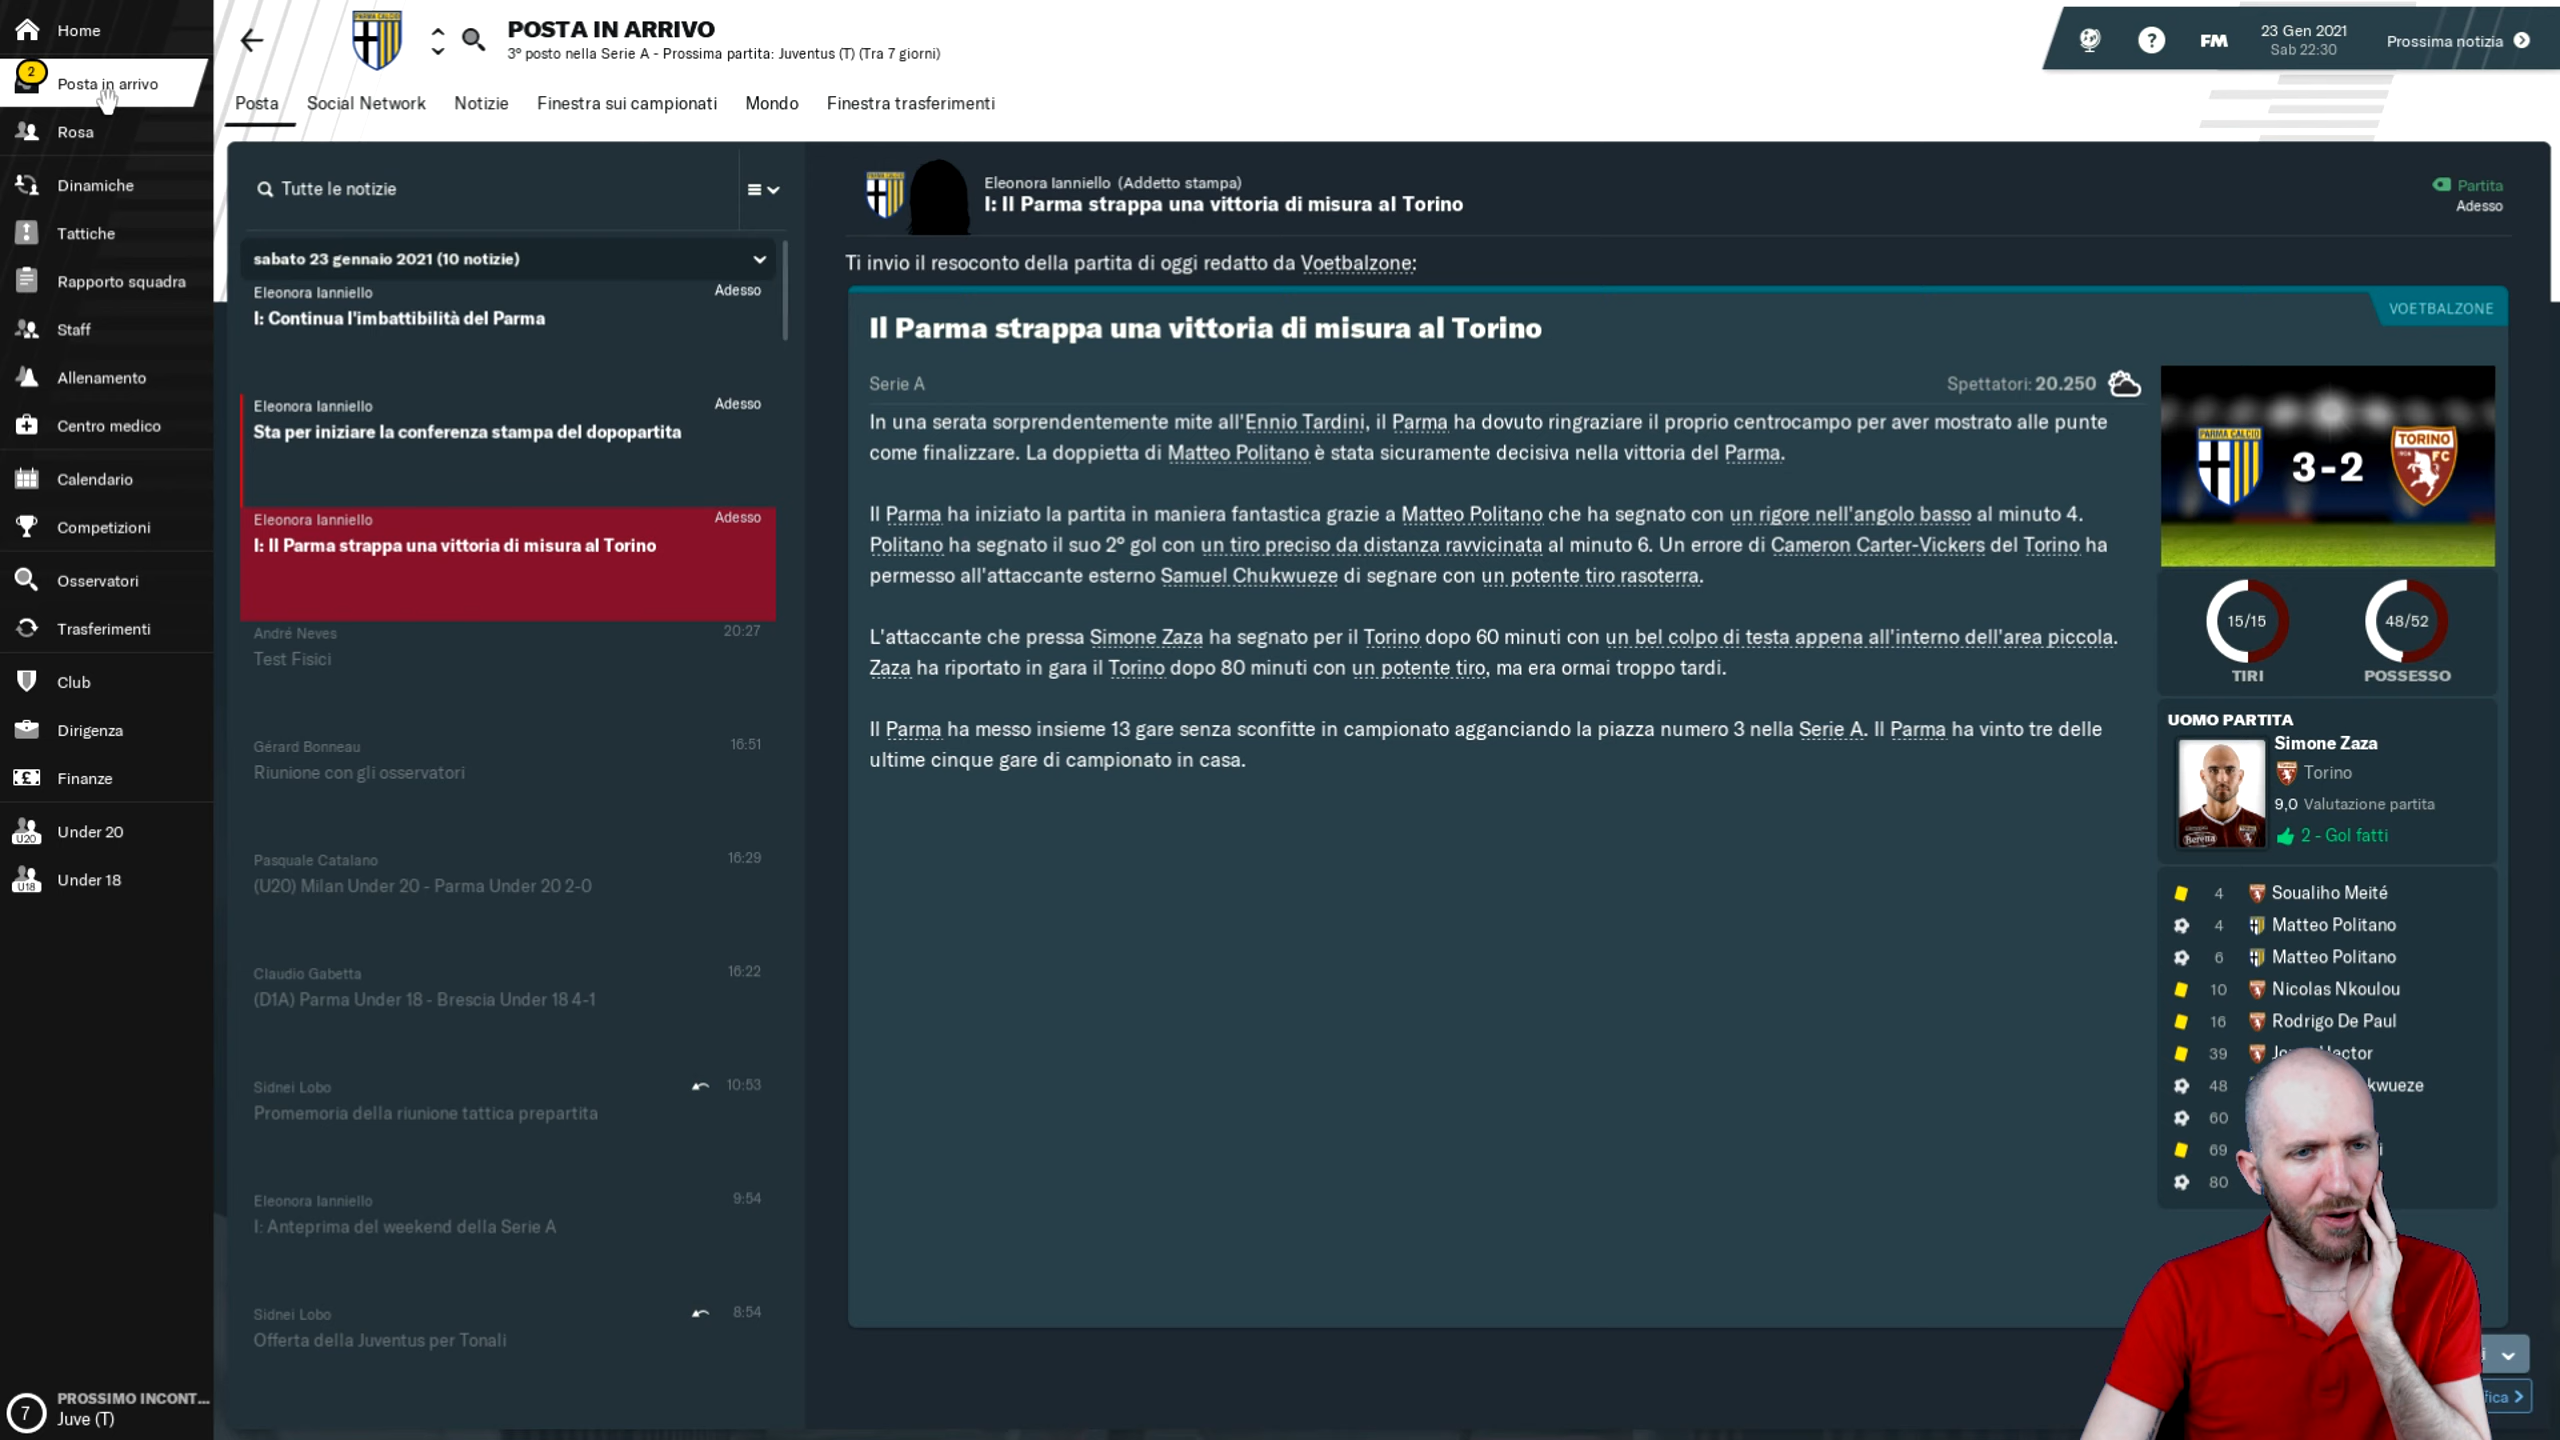 Home
2
Posta in arrivo
Rosa
Dinamiche
Tattiche
Rapporto squadra
Staff
Allenamento
Centro medico
Calendario
Competizioni
Osservatori
Trasferimenti
Club
Dirigenza
Finanze
U20
Under 20
U18
Under 18
7
PROSSIMO INCONT...
Juve (T)
PARMA CALCIO
POSTA IN ARRIVO
3º posto nella Serie A - Prossima partita: Juventus (T) (Tra 7 giorni)
FM
23 Gen 2021
Sab 22:30
Prossima notizia
Posta
Social Network
Notizie
Finestra sui campionati
Mondo
Finestra trasferimenti
Tutte le notizie
sabato 23 gennaio 2021 (10 notizie)
Eleonora Ianniello
Adesso
I: Continua l'imbattibilità del Parma
Eleonora Ianniello
Adesso
Sta per iniziare la conferenza stampa del dopopartita
Eleonora Ianniello
Adesso
I: Il Parma strappa una vittoria di misura al Torino
André Neves
20:27
Test Fisici
Gérard Bonneau
16:51
Riunione con gli osservatori
Pasquale Catalano
16:29
(U20) Milan Under 20 - Parma Under 20 2-0
Claudio Gabetta
16:22
(D1A) Parma Under 18 - Brescia Under 18 4-1
Sidnei Lobo
10:53
Promemoria della riunione tattica prepartita
Eleonora Ianniello
9:54
I: Anteprima del weekend della Serie A
Sidnei Lobo
8:54
Offerta della Juventus per Tonali
Eleonora Ianniello (Addetto stampa)
I: Il Parma strappa una vittoria di misura al Torino
Partita
Adesso
Ti invio il resoconto della partita di oggi redatto da Voetbalzone:
VOETBALZONE
Il Parma strappa una vittoria di misura al Torino
Serie A
Spettatori: 20.250
In una serata sorprendentemente mite all'Ennio Tardini, il Parma ha dovuto ringraziare il proprio centrocampo per aver mostrato alle punte
come finalizzare. La doppietta di Matteo Politano è stata sicuramente decisiva nella vittoria del Parma.
Il Parma ha iniziato la partita in maniera fantastica grazie a Matteo Politano che ha segnato con un rigore nell'angolo basso al minuto 4.
Politano ha segnato il suo 2º gol con un tiro preciso da distanza ravvicinata al minuto 6. Un errore di Cameron Carter-Vickers del Torino ha
permesso all'attaccante esterno Samuel Chukwueze di segnare con un potente tiro rasoterra.
L'attaccante che pressa Simone Zaza ha segnato per il Torino dopo 60 minuti con un bel colpo di testa appena all'interno dell'area piccola.
Zaza ha riportato in gara il Torino dopo 80 minuti con un potente tiro, ma era ormai troppo tardi.
Il Parma ha messo insieme 13 gare senza sconfitte in campionato agganciando la piazza numero 3 nella Serie A. Il Parma ha vinto tre delle
ultime cinque gare di campionato in casa.
PARMA CALCIO
3-2
TORINO
FC
15/15
TIRI
48/52
POSSESSO
UOMO PARTITA
Simone Zaza
Torino
9,0 Valutazione partita
2 - Gol fatti
Beretta
4 Soualiho Meité
4 Matteo Politano
6 Matteo Politano
10 Nicolas Nkoulou
16 Rodrigo De Paul
39
48
60
69
80